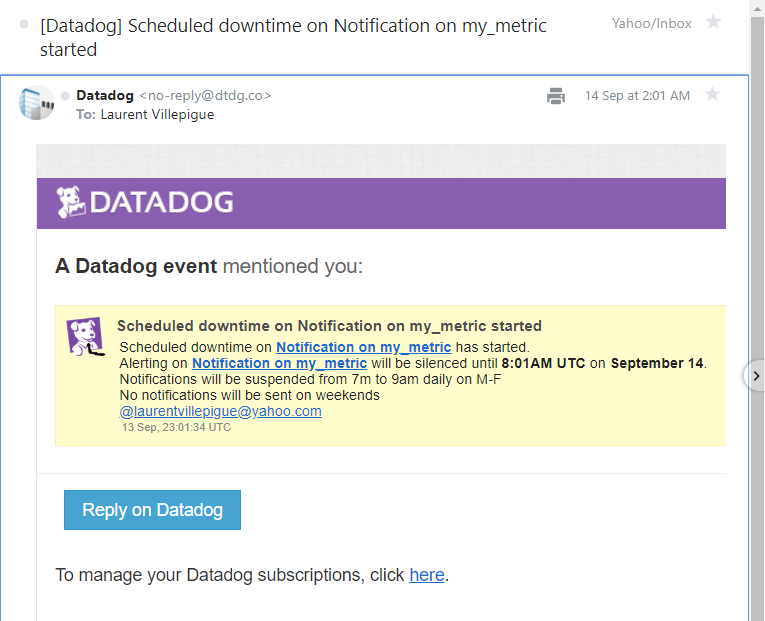 [Datadog] Scheduled downtime on Notification on my_metric
started
Yahoo/Inbox
Datadog <no-reply@dtdg.co>
14 Sep at 2:01 AM
To: Laurent Villepigue
DATADOG
A Datadog event mentioned you:
Scheduled downtime on Notification on my_metric started
Scheduled downtime on Notification on my_metric has started.
Alerting on Notification on my_metric will be silenced until 8:01AM UTC on September 14.
Notifications will be suspended from 7m to 9am daily on M-F
No notifications will be sent on weekends
@laurentvillepigue@yahoo.com
13 Sep, 23:01:34 UTC
Reply on Datadog
To manage your Datadog subscriptions, click here.